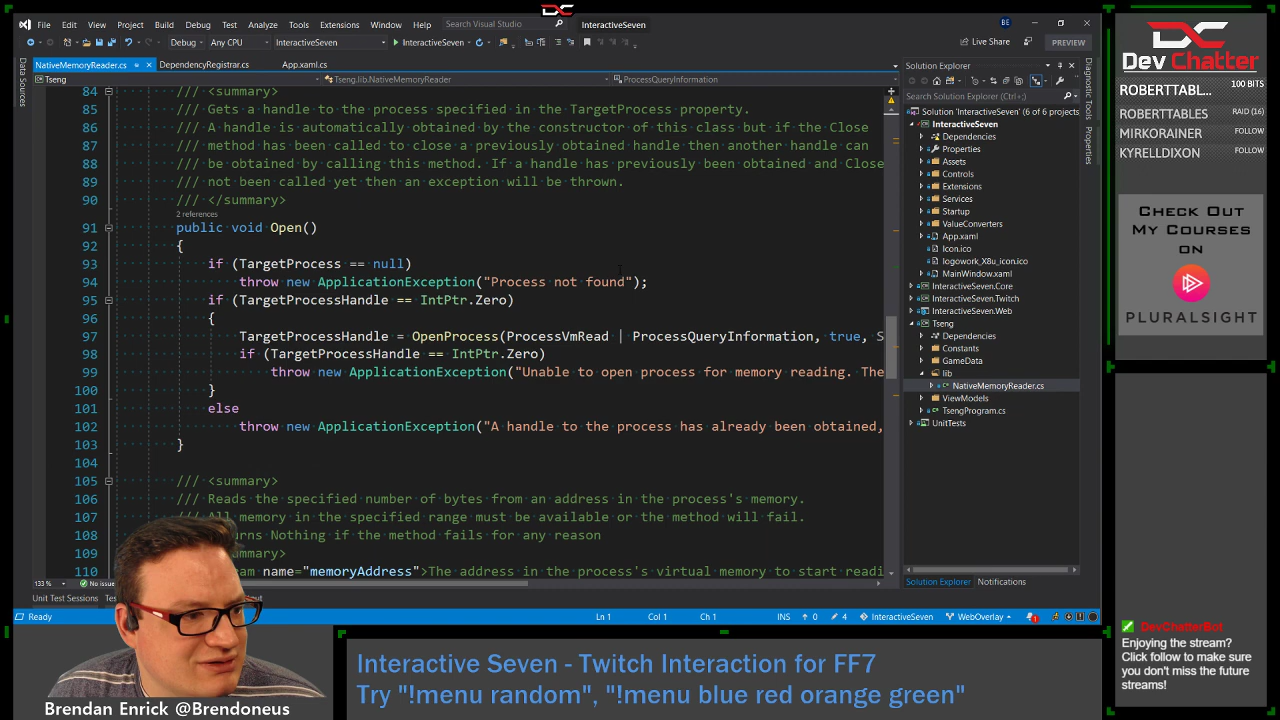 File Edit View Project Build Debug Test Analyze Tools Extensions Window Help Search Visual Studio InteractiveSeven BE
Debug Any CPU InteractiveSeven InteractiveSeven Live Share PREVIEW
NativeMemoryReader.cs DependencyRegistrar.cs App.xaml.cs
Tseng Tseng.lib.NativeMemoryReader ProcessQueryInformation
Data Sources
84 /// <summary>
85 /// Gets a handle to the process specified in the TargetProcess property.
86 /// A handle is automatically obtained by the constructor of this class but if the Close
87 /// method has been called to close a previously obtained handle then another handle can
88 /// be obtained by calling this method. If a handle has previously been obtained and Close
89 /// not been called yet then an exception will be thrown.
90 /// </summary>
2 references
91 public void Open()
92 {
93 if (TargetProcess == null)
94 throw new ApplicationException("Process not found");
95 if (TargetProcessHandle == IntPtr.Zero)
96 {
97 TargetProcessHandle = OpenProcess(ProcessVmRead | ProcessQueryInformation, true, S
98 if (TargetProcessHandle == IntPtr.Zero)
99 throw new ApplicationException("Unable to open process for memory reading. The
100 }
101 else
102 throw new ApplicationException("A handle to the process has already been obtained,
103 }
104
105 /// <summary>
106 /// Reads the specified number of bytes from an address in the process's memory.
107 /// All memory in the specified range must be available or the method will fail.
108 urns Nothing if the method fails for any reason
109 summary>
110 am name="memoryAddress">The address in the process's virtual memory to start readi
133 % No issue
Unit Test Sessions
Ready Ln 1 Col 1 Ch 1 INS 0 4 InteractiveSeven WebOverlay
Solution Explorer
Search Solution Explorer (Ctrl+;)
Solution 'InteractiveSeven' (6 of 6 projects
InteractiveSeven
Dependencies
Properties
Assets
Controls
Extensions
Services
Startup
ValueConverters
App.xaml
Icon.ico
logowork_X8u_icon.ico
MainWindow.xaml
InteractiveSeven.Core
InteractiveSeven.Twitch
InteractiveSeven.Web
Tseng
Dependencies
Constants
GameData
lib
NativeMemoryReader.cs
ViewModels
TsengProgram.cs
UnitTests
Solution Explorer Notifications
Diagnostic Tools
Properties
Dev Chatter
ROBERTTABL... 100 BITS
ROBERTTABLES RAID (16)
MIRKORAINER FOLLOW
KYRELLDIXON FOLLOW
CHECK OUT
MY COURSES
ON
PLURALSIGHT
DevChatterBot
Enjoying the stream?
Click follow to make sure
you don't miss the future
streams!
Interactive Seven - Twitch Interaction for FF7
Try "!menu random", "!menu blue red orange green"
Brendan Enrick @Brendoneus